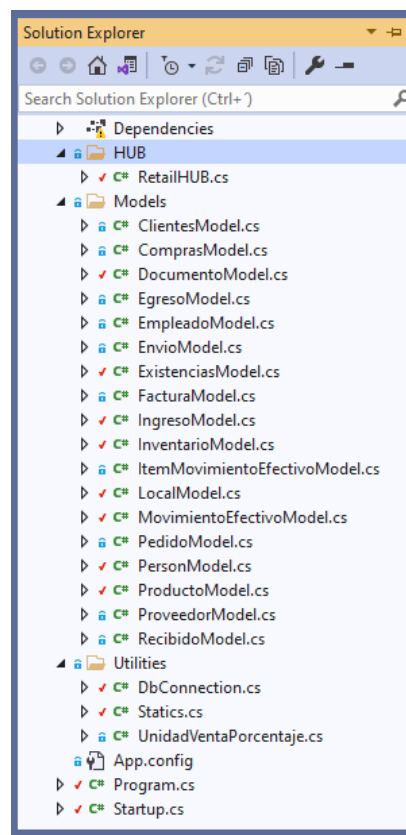 Solution Explorer
Search Solution Explorer (Ctrl+´)
Dependencies
HUB
C# RetailHUB.cs
Models
C# ClientesModel.cs
C# ComprasModel.cs
C# DocumentoModel.cs
C# EgresoModel.cs
C# EmpleadoModel.cs
C# EnvioModel.cs
C# ExistenciasModel.cs
C# FacturaModel.cs
C# IngresoModel.cs
C# InventarioModel.cs
C# ItemMovimientoEfectivoModel.cs
C# LocalModel.cs
C# MovimientoEfectivoModel.cs
C# PedidoModel.cs
C# PersonModel.cs
C# ProductoModel.cs
C# ProveedorModel.cs
C# RecibidoModel.cs
Utilities
C# DbConnection.cs
C# Statics.cs
C# UnidadVentaPorcentaje.cs
App.config
C# Program.cs
C# Startup.cs